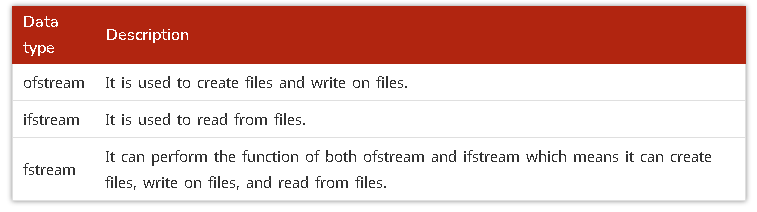 Data
type
Description
ofstream It is used to create files and write on files.
ifstream It is used to read from files.
fstream It can perform the function of both ofstream and ifstream which means it can create
files, write on files, and read from files.